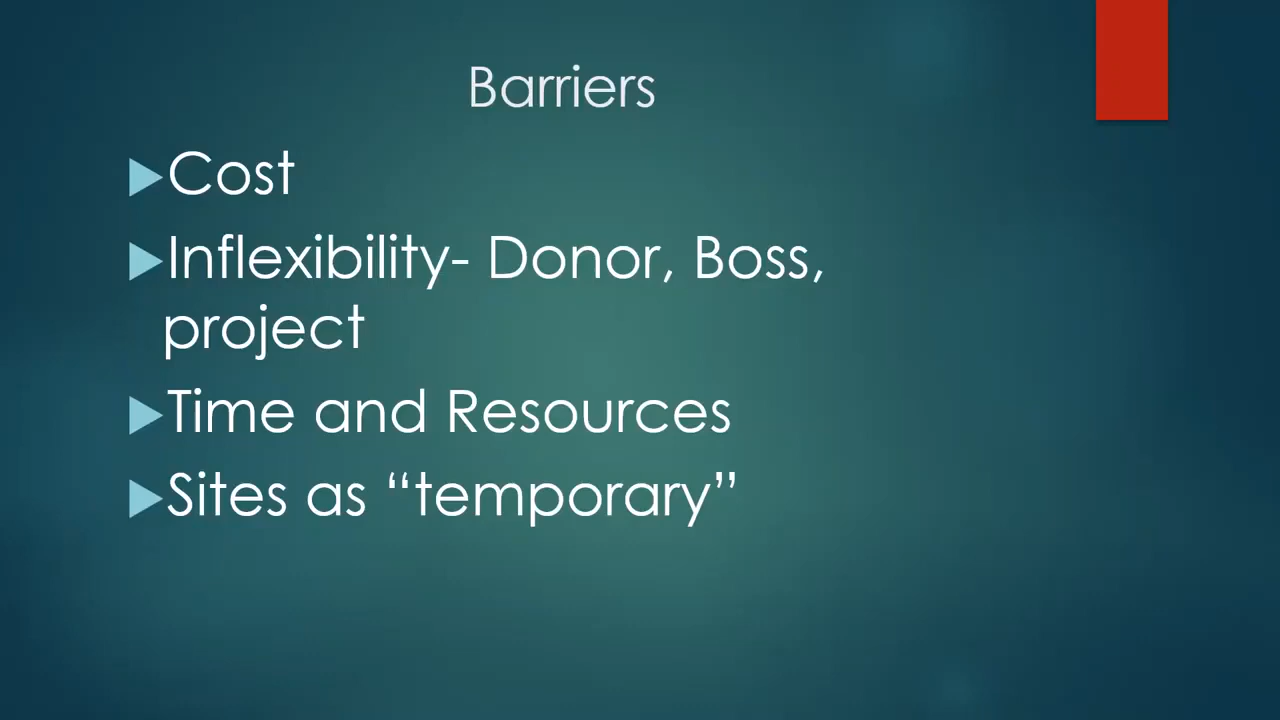 Barriers
Cost
Inflexibility- Donor, Boss,
project
Time and Resources
Sites as “temporary”